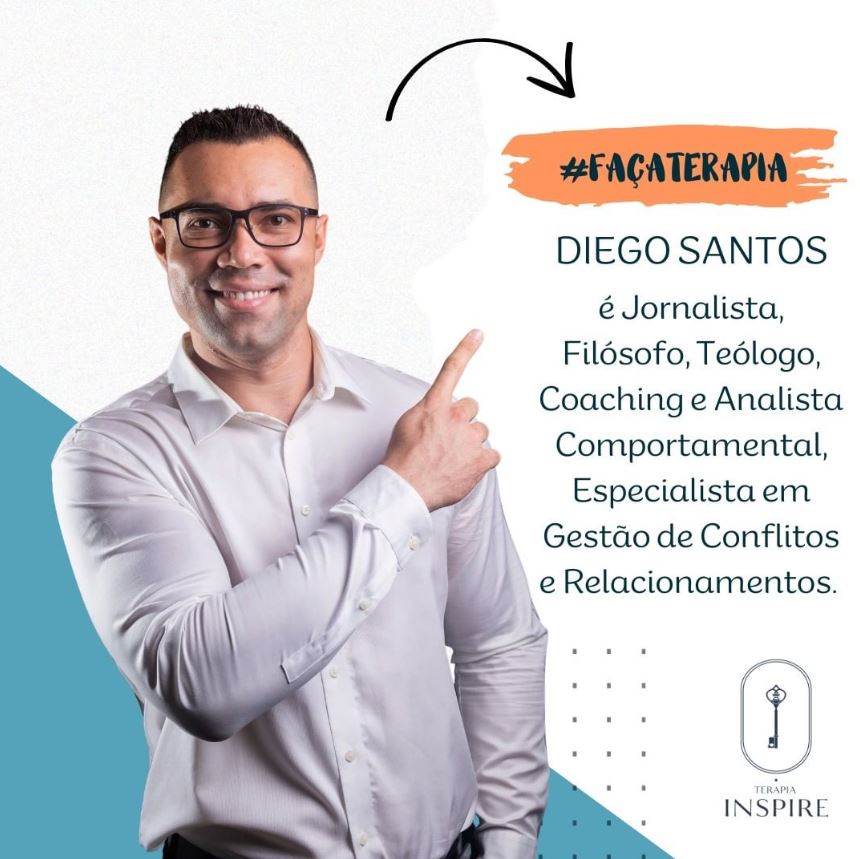 #FAÇATERAPIA
DIEGO SANTOS
é Jornalista,
Filósofo, Teólogo,
Coaching e Analista
Comportamental,
Especialista em
Gestão de Conflitos
e Relacionamentos.
TERAPIA
INSPIRE